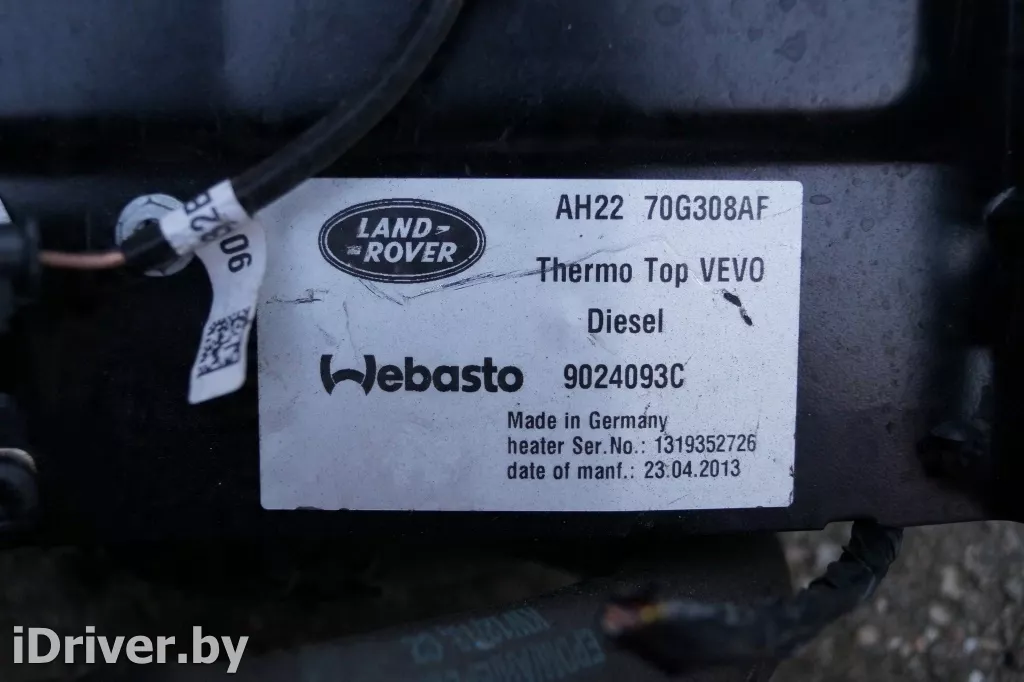 LAND-
ROVER
AH22 70G308AF
Thermo Top VEVO
Diesel
Webasto 9024093C
Made in Germany
heater Ser.No.: 1319352726
date of manf.: 23.04.2013
iDriver.by